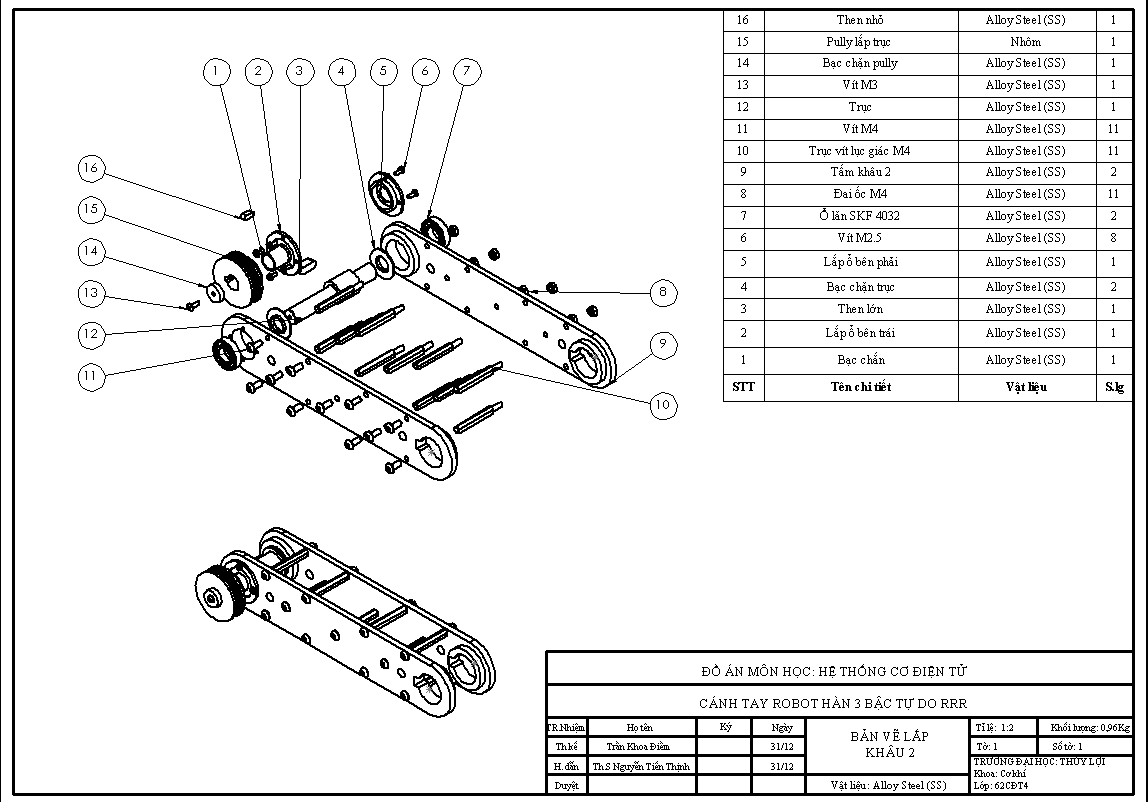 16 Then nhỏ Alloy Steel (SS) 1
15 Pully lắp trục Nhôm 1
14 Bạc chặn pully Alloy Steel (SS) 1
13 Vít M3 Alloy Steel (SS) 1
12 Trục Alloy Steel (SS) 1
11 Vít M4 Alloy Steel (SS) 11
10 Trục vít lục giác M4 Alloy Steel (SS) 11
9 Tấm khâu 2 Alloy Steel (SS) 2
8 Đai ốc M4 Alloy Steel (SS) 11
7 Ổ lăn SKF 4032 Alloy Steel (SS) 2
6 Vít M2.5 Alloy Steel (SS) 8
5 Lắp ổ bên phải Alloy Steel (SS) 1
4 Bạc chặn trục Alloy Steel (SS) 2
3 Then lớn Alloy Steel (SS) 1
2 Lắp ổ bên trái Alloy Steel (SS) 1
1 Bạc chắn Alloy Steel (SS) 1
STT Tên chi tiết Vật liệu S.lg
1 2 3 4 5 6 7
16
15
14
13
12
11
8
9
10
ĐỒ ÁN MÔN HỌC: HỆ THỐNG CƠ ĐIỆN TỬ
CÁNH TAY ROBOT HÀN 3 BẬC TỰ DO RRR
TR.Nhiệm Họ tên Ký Ngày
Th.kế Trần Khoa Điềm 31/12
H. dẫn Th.S Nguyễn Tiến Thịnh 31/12
Duyệt
BẢN VẼ LẮP
KHÂU 2
Vật liệu: Alloy Steel (SS)
Tỉ lệ: 1:2 Khối lượng: 0,96Kg
Tờ: 1 Số tờ: 1
TRƯỜNG ĐẠI HỌC: THỦY LỢI
Khoa: Cơ khí
Lớp: 62CĐT4